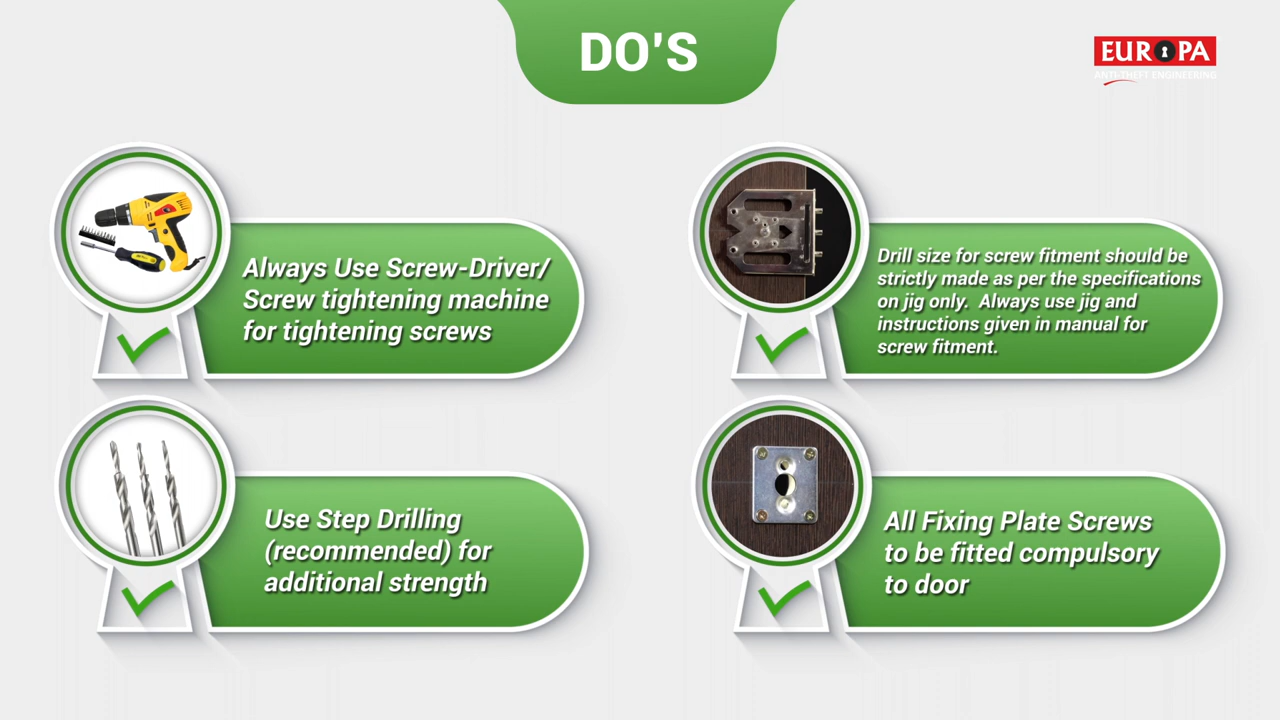 DO'S
EUROPA
ANTI-THEFT ENGINEERING
Always Use Screw-Driver/
Screw tightening machine
for tightening screws
Drill size for screw fitment should be
strictly made as per the specifications
on jig only. Always use jig and
instructions given in manual for
screw fitment.
Use Step Drilling
(recommended) for
additional strength
All Fixing Plate Screws
to be fitted compulsory
to door